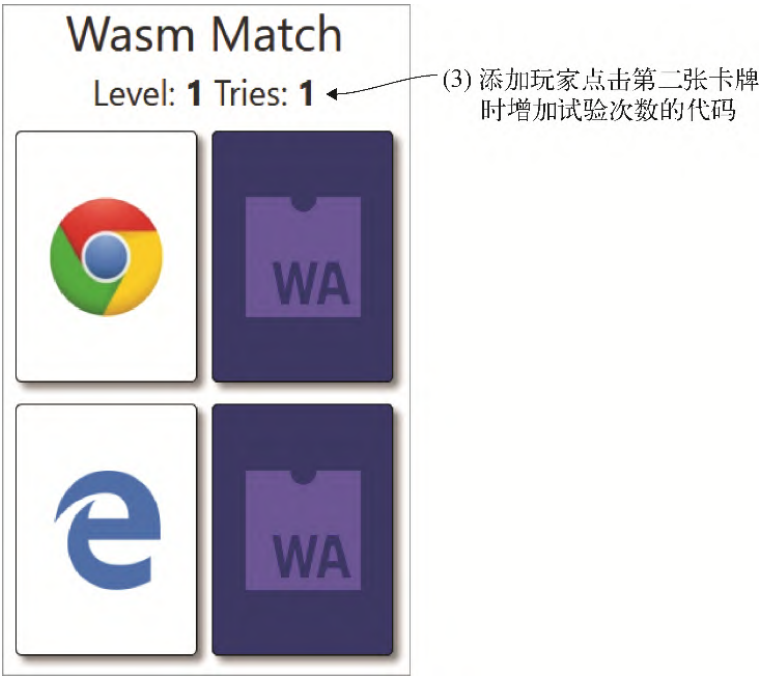 Wasm Match
Level: 1 Tries: 1
(3) 添加玩家点击第二张卡牌
时增加试验次数的代码
WA
WA